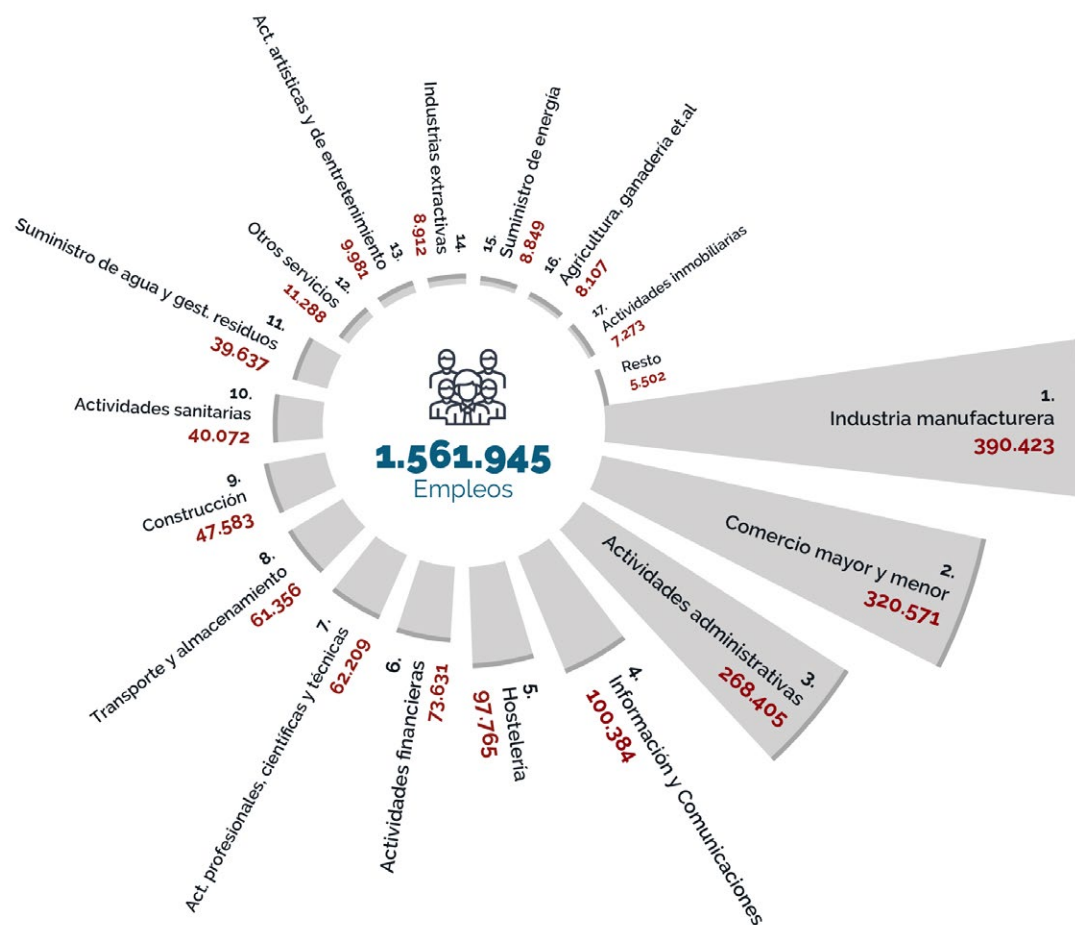 1.561.945
Empleos
1.
Industria manufacturera
390.423
2.
Comercio mayor y menor
320.571
3.
Actividades administrativas
268.405
4.
Información y Comunicaciones
100.384
5.
Hostelería
97.765
6.
Actividades financieras
73.631
7.
Act. profesionales, científicas y técnicas
62.209
8.
Transporte y almacenamiento
61.356
9.
Construcción
47.583
10.
Actividades sanitarias
40.072
11.
Suministro de agua y gest. residuos
39.637
12.
Otros servicios
11.288
13.
Act. artísticas y de entretenimiento
9.981
14.
Industrias extractivas
8.912
15.
Suministro de energía
8.849
16.
Agricultura, ganadería et.al
8.107
17.
Actividades inmobiliarias
7.273
Resto
5.502